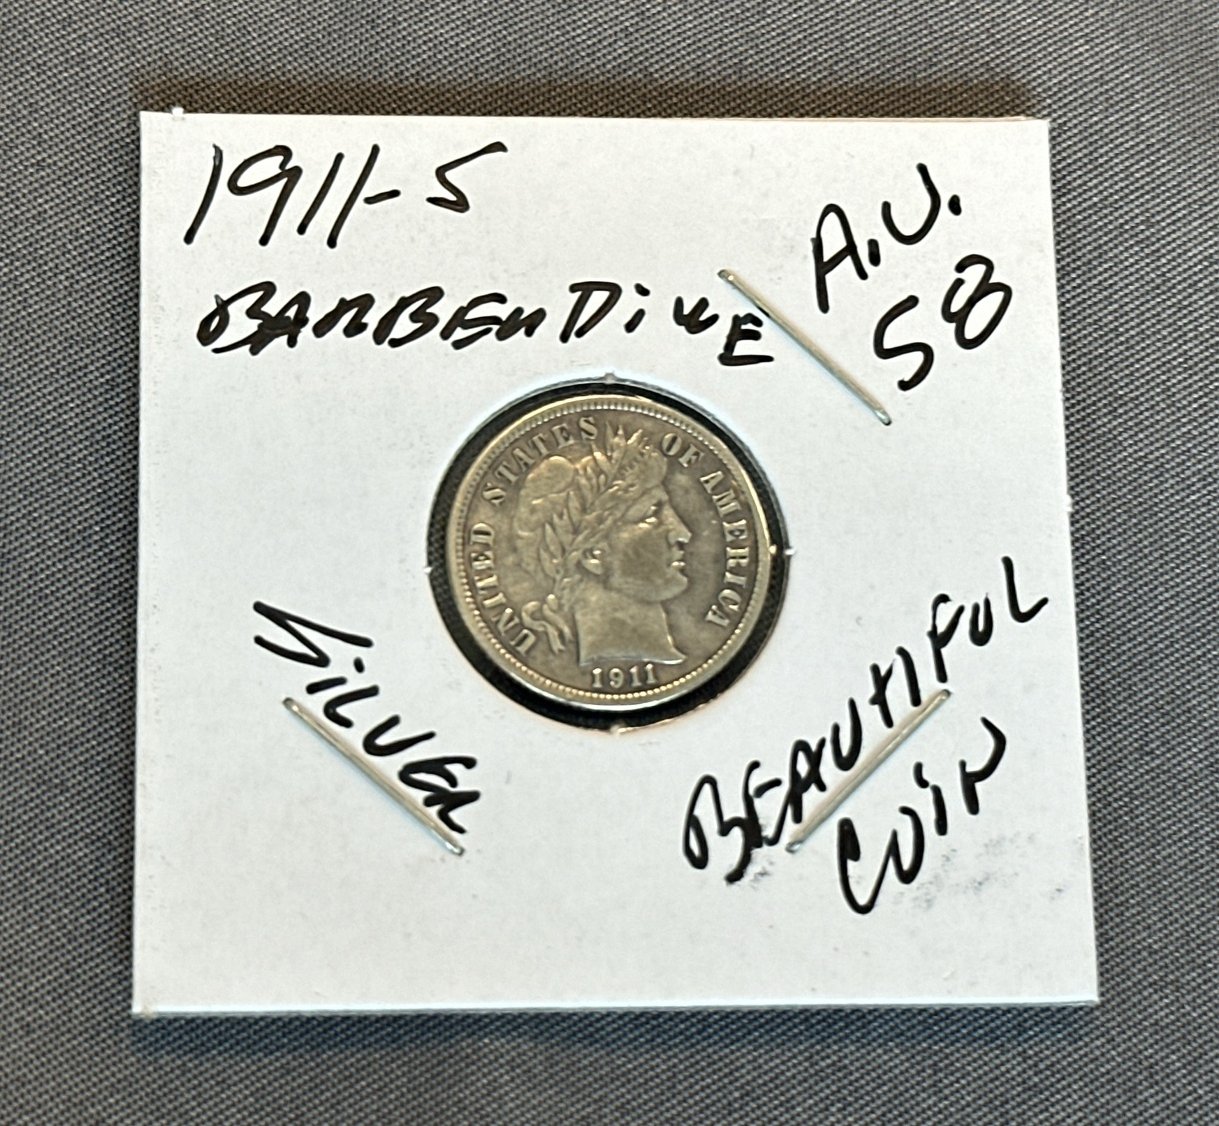 1911-S
BARBER DIME
A.U.
58
UNITED STATES OF AMERICA
1911
SILVER
BEAUTIFUL
COIN